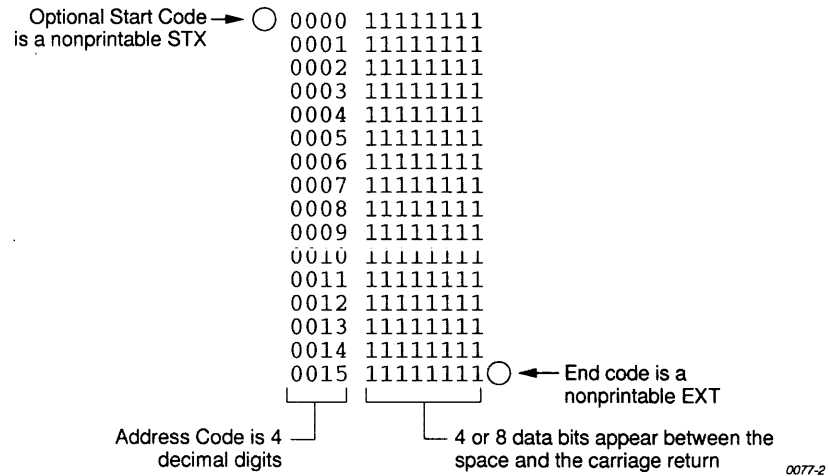 Optional Start Code
is a nonprintable STX
0000 11111111
0001 11111111
0002 11111111
0003 11111111
0004 11111111
0005 11111111
0006 11111111
0007 11111111
0008 11111111
0009 11111111
0010 11111111
0011 11111111
0012 11111111
0013 11111111
0014 11111111
0015 11111111
End code is a
nonprintable EXT
Address Code is 4
decimal digits
4 or 8 data bits appear between the
space and the carriage return
0077-2